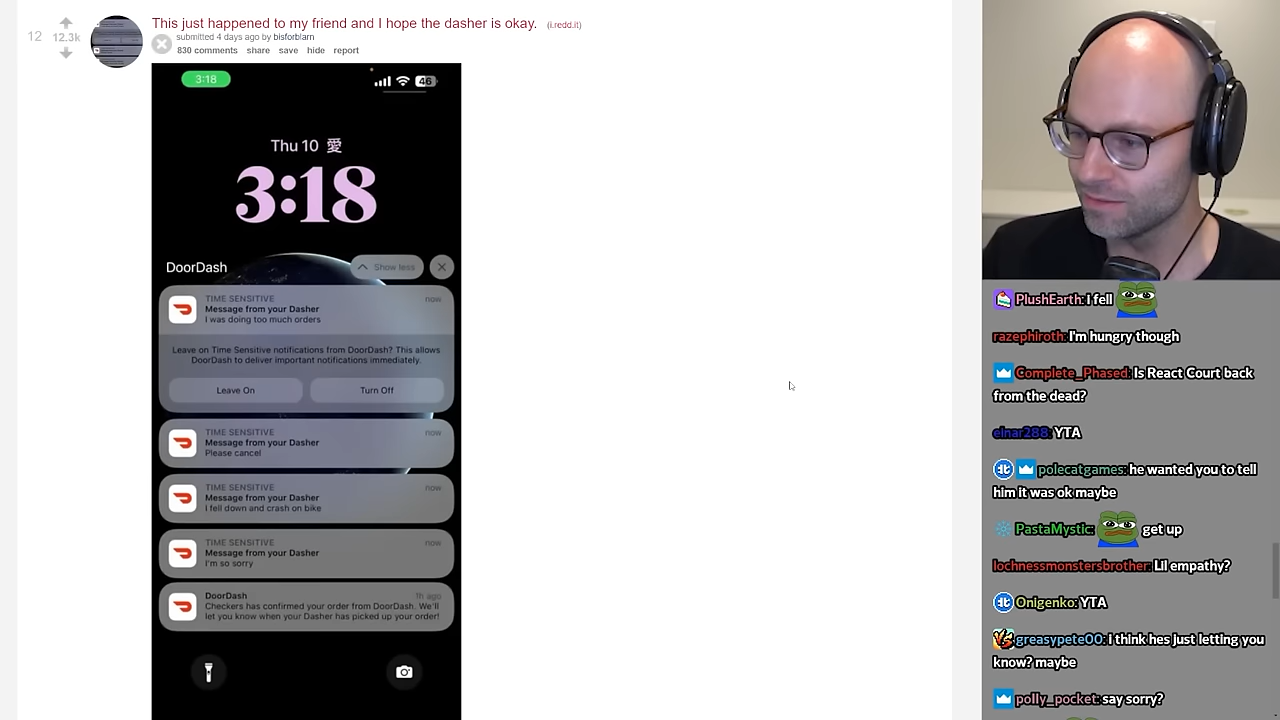 This just happened to my friend and I hope the dasher is okay. (i.redd.it)
12
12.3k
submitted 4 days ago by bisforbiarn
830 comments share save hide report
3:18
46
Thu 10 愛
3:18
DoorDash
Show less
TIME SENSITIVE
now
Message from your Dasher
I was doing too much orders
Leave on Time Sensitive notifications from DoorDash? This allows
DoorDash to deliver important notifications immediately.
Leave On
Turn Off
TIME SENSITIVE
now
Message from your Dasher
Please cancel
TIME SENSITIVE
now
Message from your Dasher
I fell down and crash on bike
TIME SENSITIVE
now
Message from your Dasher
I'm so sorry
DoorDash
1h ago
Checkers has confirmed your order from DoorDash. We'll
let you know when your Dasher has picked up your order!
PlushEarth: I fell
razephiroth: I'm hungry though
Complete_Phased: Is React Court back
from the dead?
einar288: YTA
polecatgames: he wanted you to tell
him it was ok maybe
PastaMystic: get up
lochnessmonstersbrother: Lil empathy?
Onigenko: YTA
greasypete00: i think hes just letting you
know? maybe
polly_pocket: say sorry?